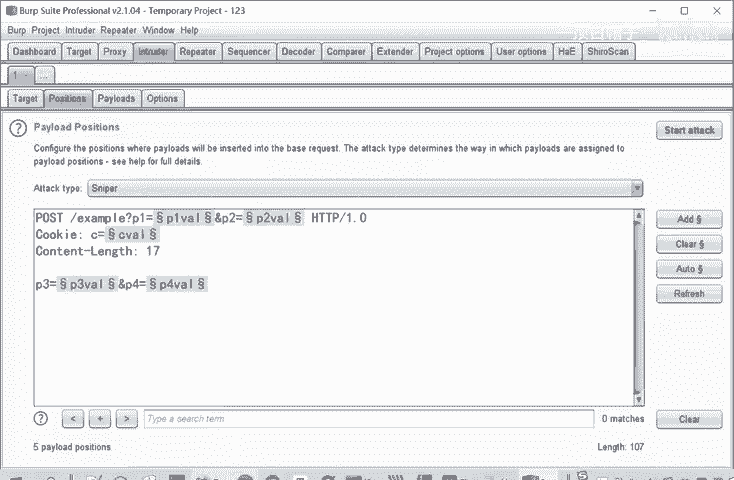 Burp Suite Professional v2.1.04 - Temporary Project - 123
Burp Project Intruder Repeater Window Help
Dashboard Target Proxy Intruder Repeater Sequencer Decoder Comparer Extender Project options User options HaE ShiroScan
1 ...
Target Positions Payloads Options
? Payload Positions
Start attack
Configure the positions where payloads will be inserted into the base request. The attack type determines the way in which payloads are assigned to
payload positions - see help for full details.
Attack type: Sniper
POST /example?p1=§p1val§&p2=§p2val§ HTTP/1.0
Cookie: c=§cval§
Content-Length: 17
p3=§p3val§&p4=§p4val§
Add §
Clear §
Auto §
Refresh
? < + > Type a search term 0 matches Clear
5 payload positions Length: 107